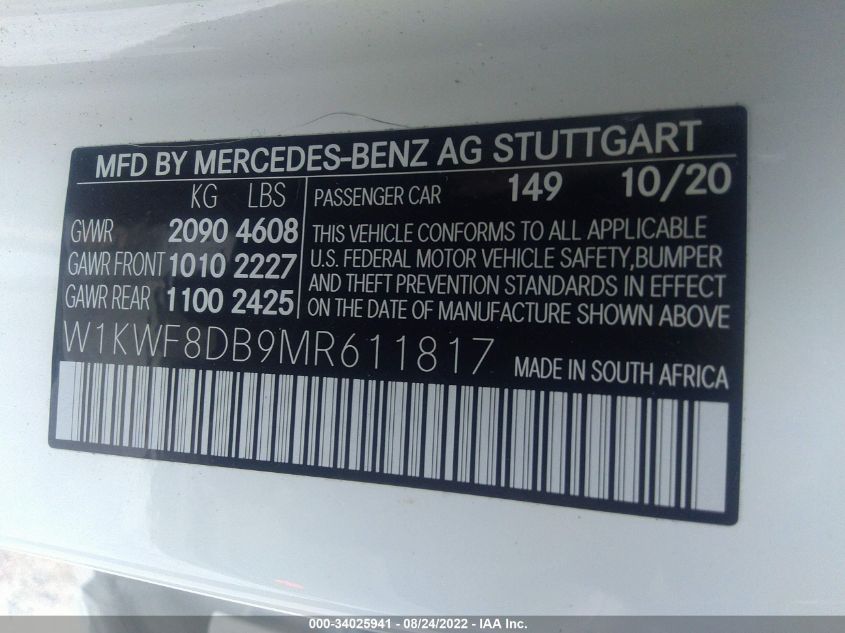 MFD BY MERCEDES-BENZ AG STUTTGART
KG LBS
GVWR 2090 4608
GAWR FRONT 1010 2227
GAWR REAR 1100 2425
PASSENGER CAR 149 10/20
THIS VEHICLE CONFORMS TO ALL APPLICABLE
U.S. FEDERAL MOTOR VEHICLE SAFETY, BUMPER
AND THEFT PREVENTION STANDARDS IN EFFECT
ON THE DATE OF MANUFACTURE SHOWN ABOVE
W1KWF8DB9MR611817
MADE IN SOUTH AFRICA
000-34025941 - 08/24/2022 - IAA Inc.